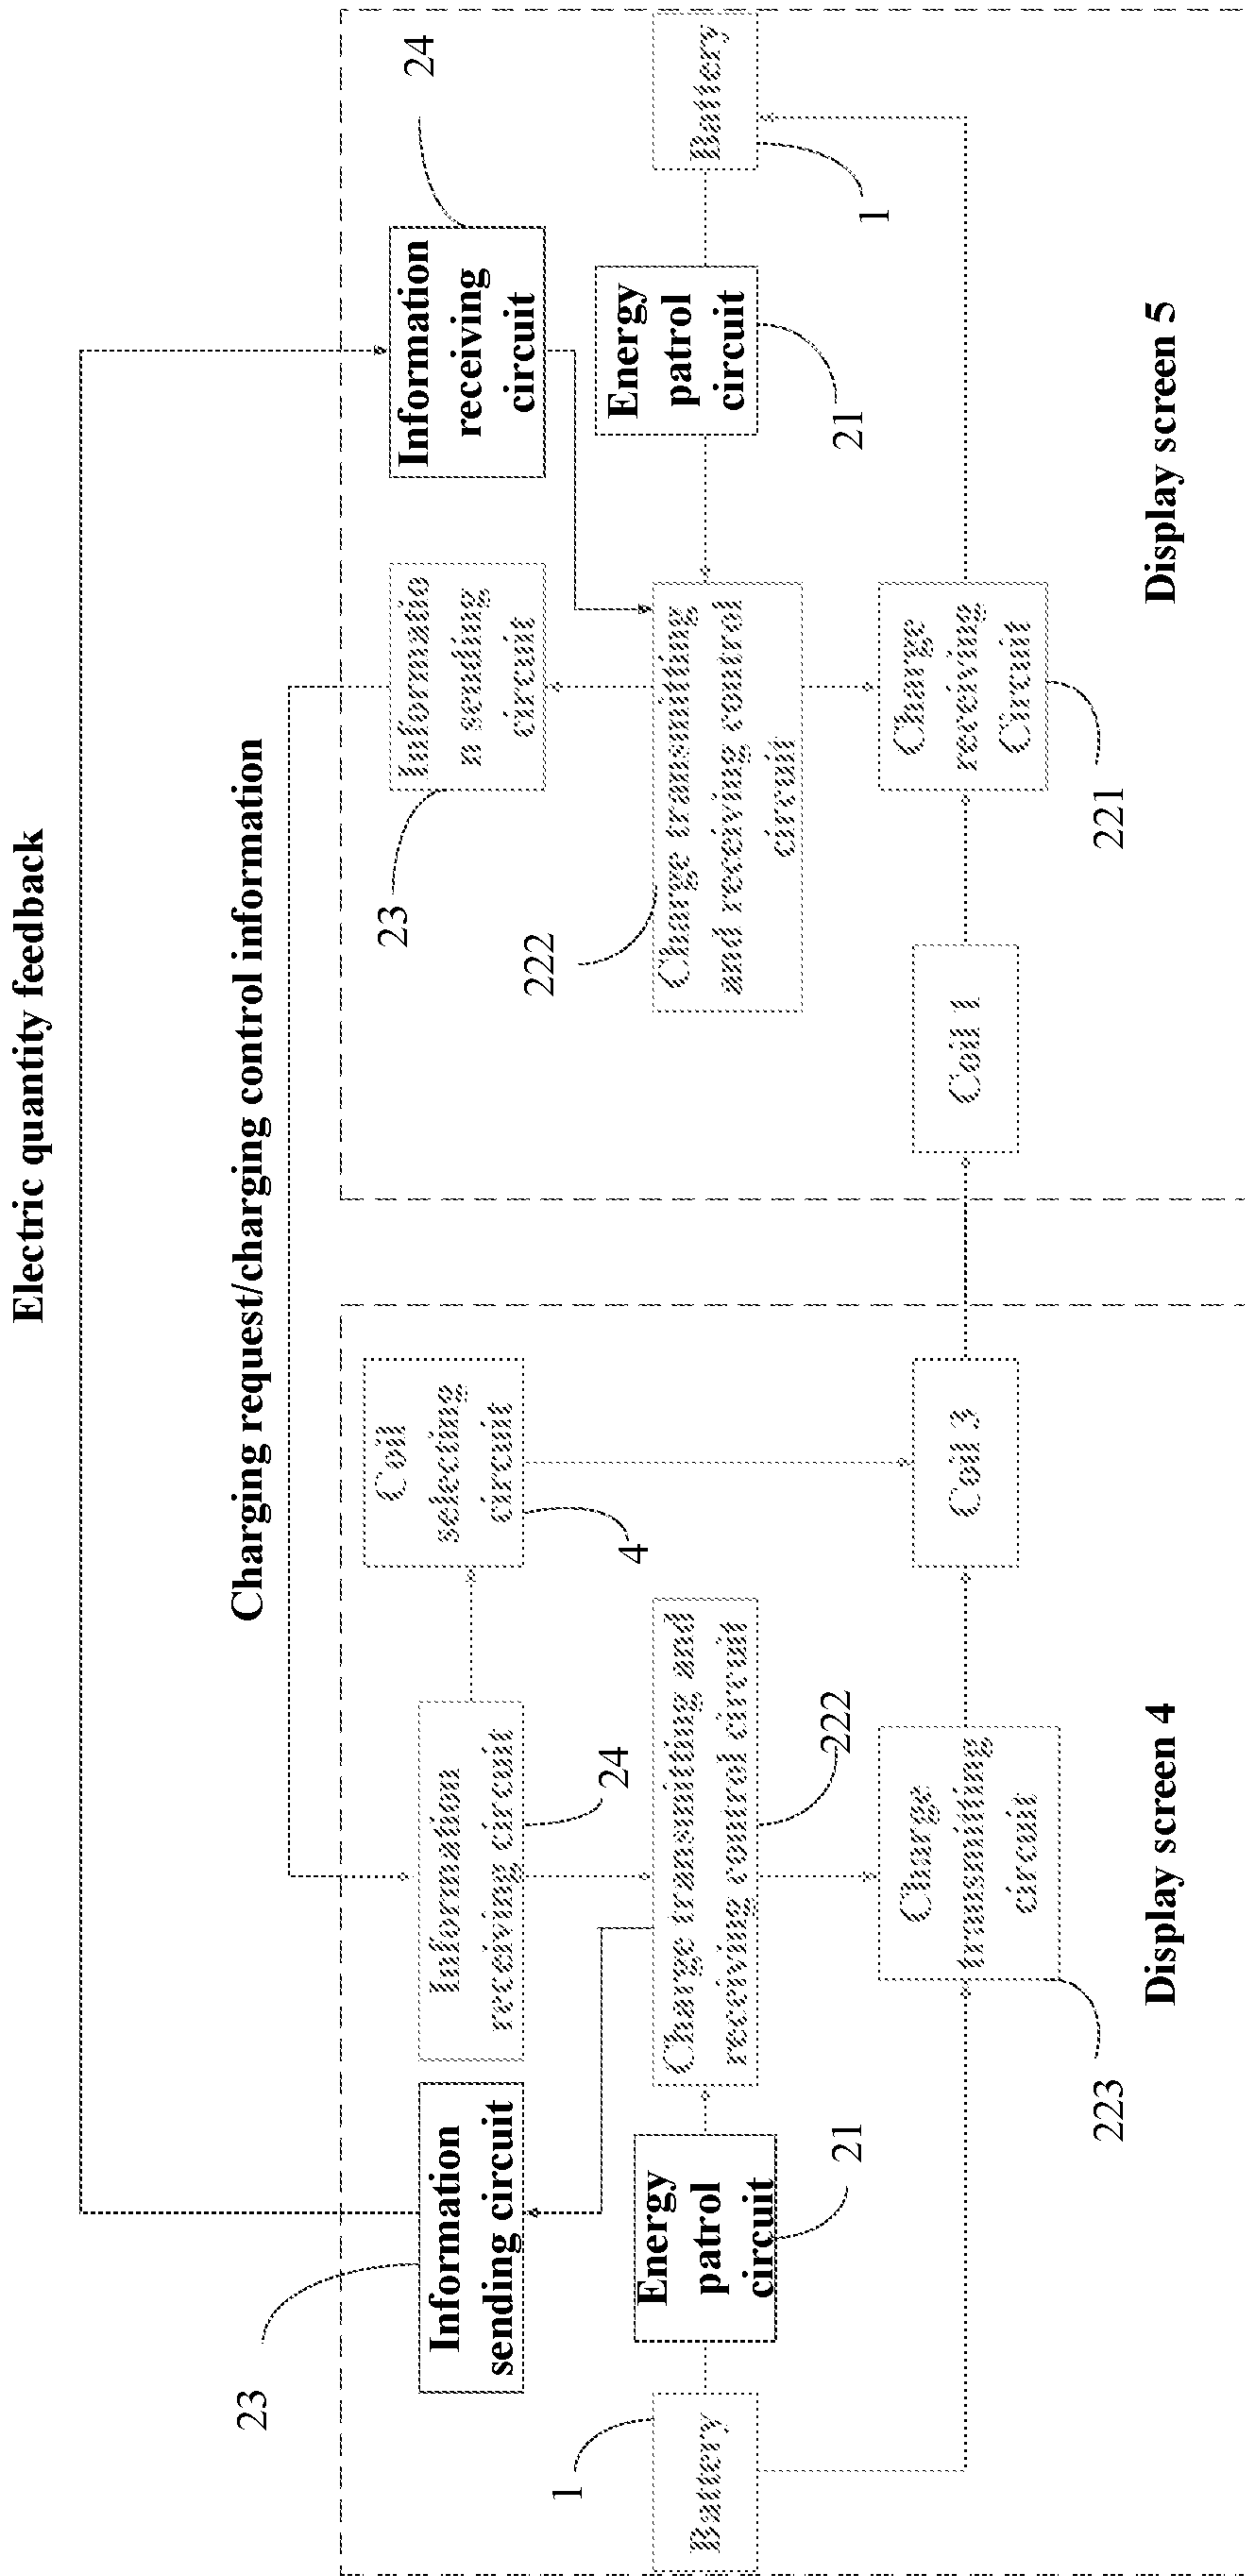 Electric quantity feedback
Charging request/charging control information
23
Information
sending circuit
Information
receiving circuit
24
Coil
selecting
circuit
4
1
Battery
Energy
patrol
circuit
21
Charge transmitting and
receiving control circuit
222
Charge
transmitting
circuit
223
Coil 3
Display screen 4
23
Informatio
n sending
circuit
24
Information
receiving
circuit
222
Charge transmitting
and receiving control
circuit
Energy
patrol
circuit
21
Battery
1
Coil 1
Charge
receiving
Circuit
221
Display screen 5